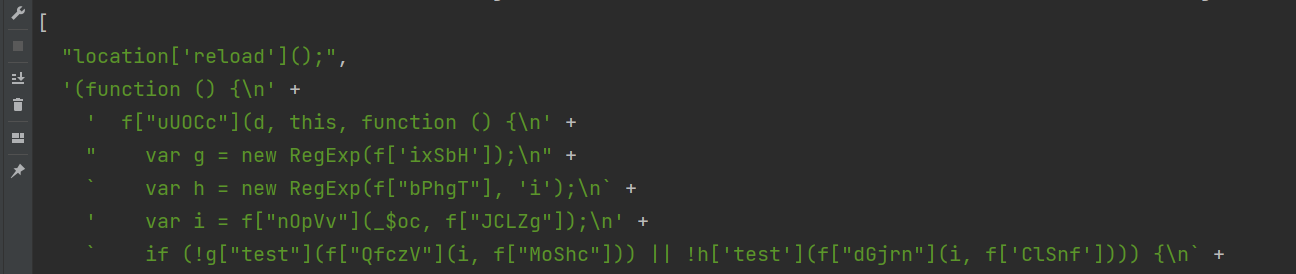 [
  "location['reload']();",
  '(function () {\n' +
    '  f["uUOCc"](d, this, function () {\n' +
    "    var g = new RegExp(f['ixSbH']);\n" +
    `    var h = new RegExp(f["bPhgT"], 'i');\n` +
    '    var i = f["nOpVv"](_$oc, f["JCLZg"]);\n' +
    `    if (!g["test"](f["QfczV"](i, f["MoShc"])) || !h['test'](f["dGjrn"](i, f['ClSnf']))) {\n` +